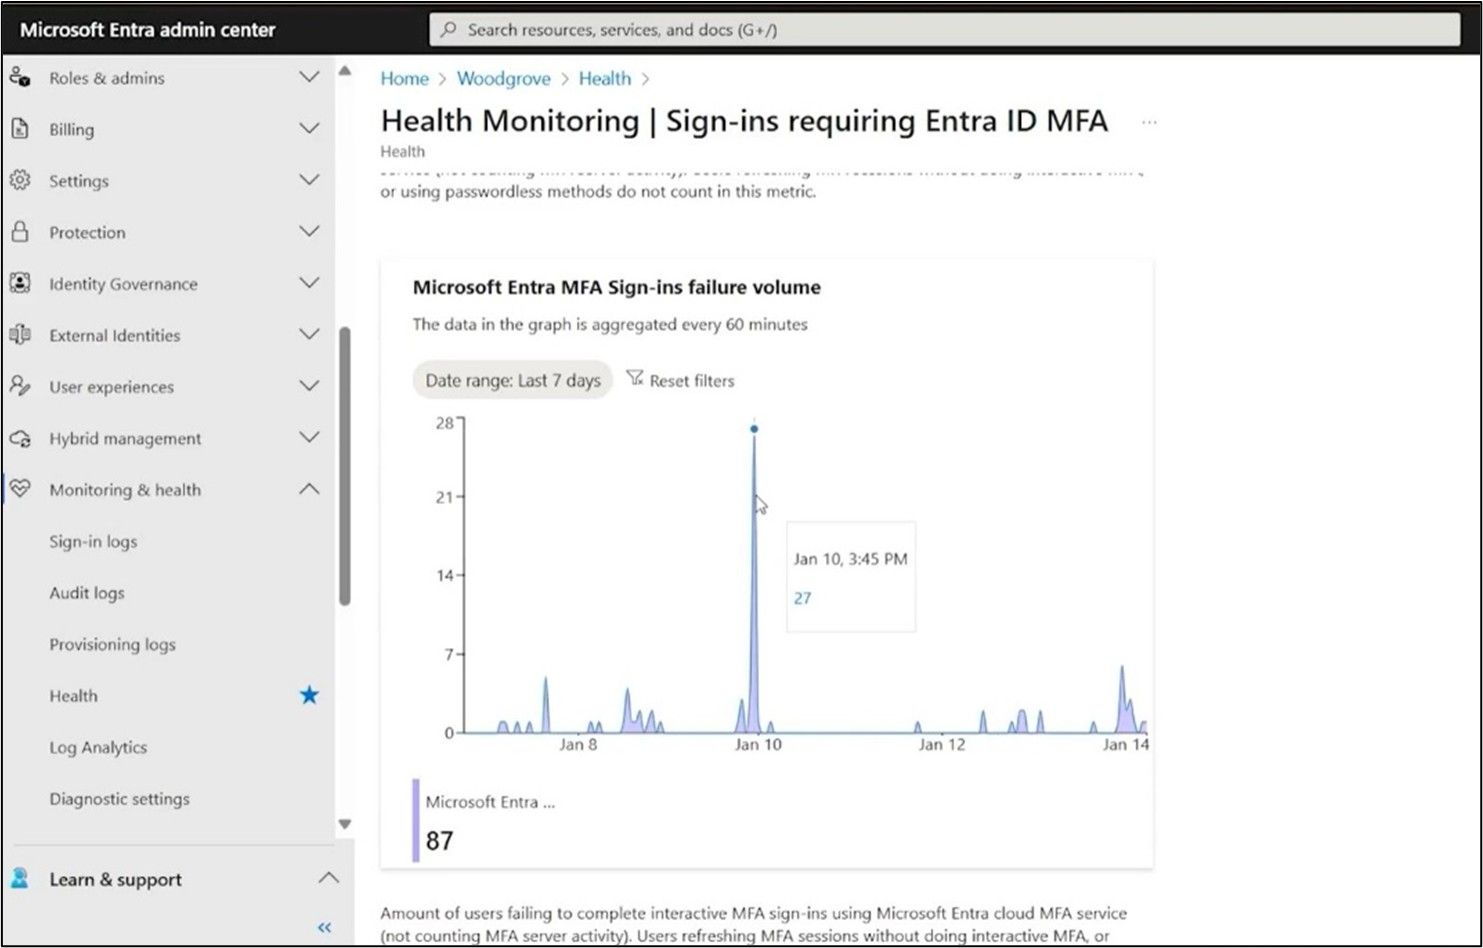 Microsoft Entra admin center
Search resources, services, and docs (G+/)
Roles & admins
Billing
Settings
Protection
Identity Governance
External Identities
User experiences
Hybrid management
Monitoring & health
Sign-in logs
Audit logs
Provisioning logs
Health
Log Analytics
Diagnostic settings
Learn & support
Home > Woodgrove > Health >
Health Monitoring | Sign-ins requiring Entra ID MFA
...
Health
or using passwordless methods do not count in this metric.
Microsoft Entra MFA Sign-ins failure volume
The data in the graph is aggregated every 60 minutes
Date range: Last 7 days
Reset filters
28
21
14
7
0
Jan 10, 3:45 PM
27
Jan 8
Jan 10
Jan 12
Jan 14
Microsoft Entra ...
87
Amount of users failing to complete interactive MFA sign-ins using Microsoft Entra cloud MFA service
(not counting MFA server activity). Users refreshing MFA sessions without doing interactive MFA, or